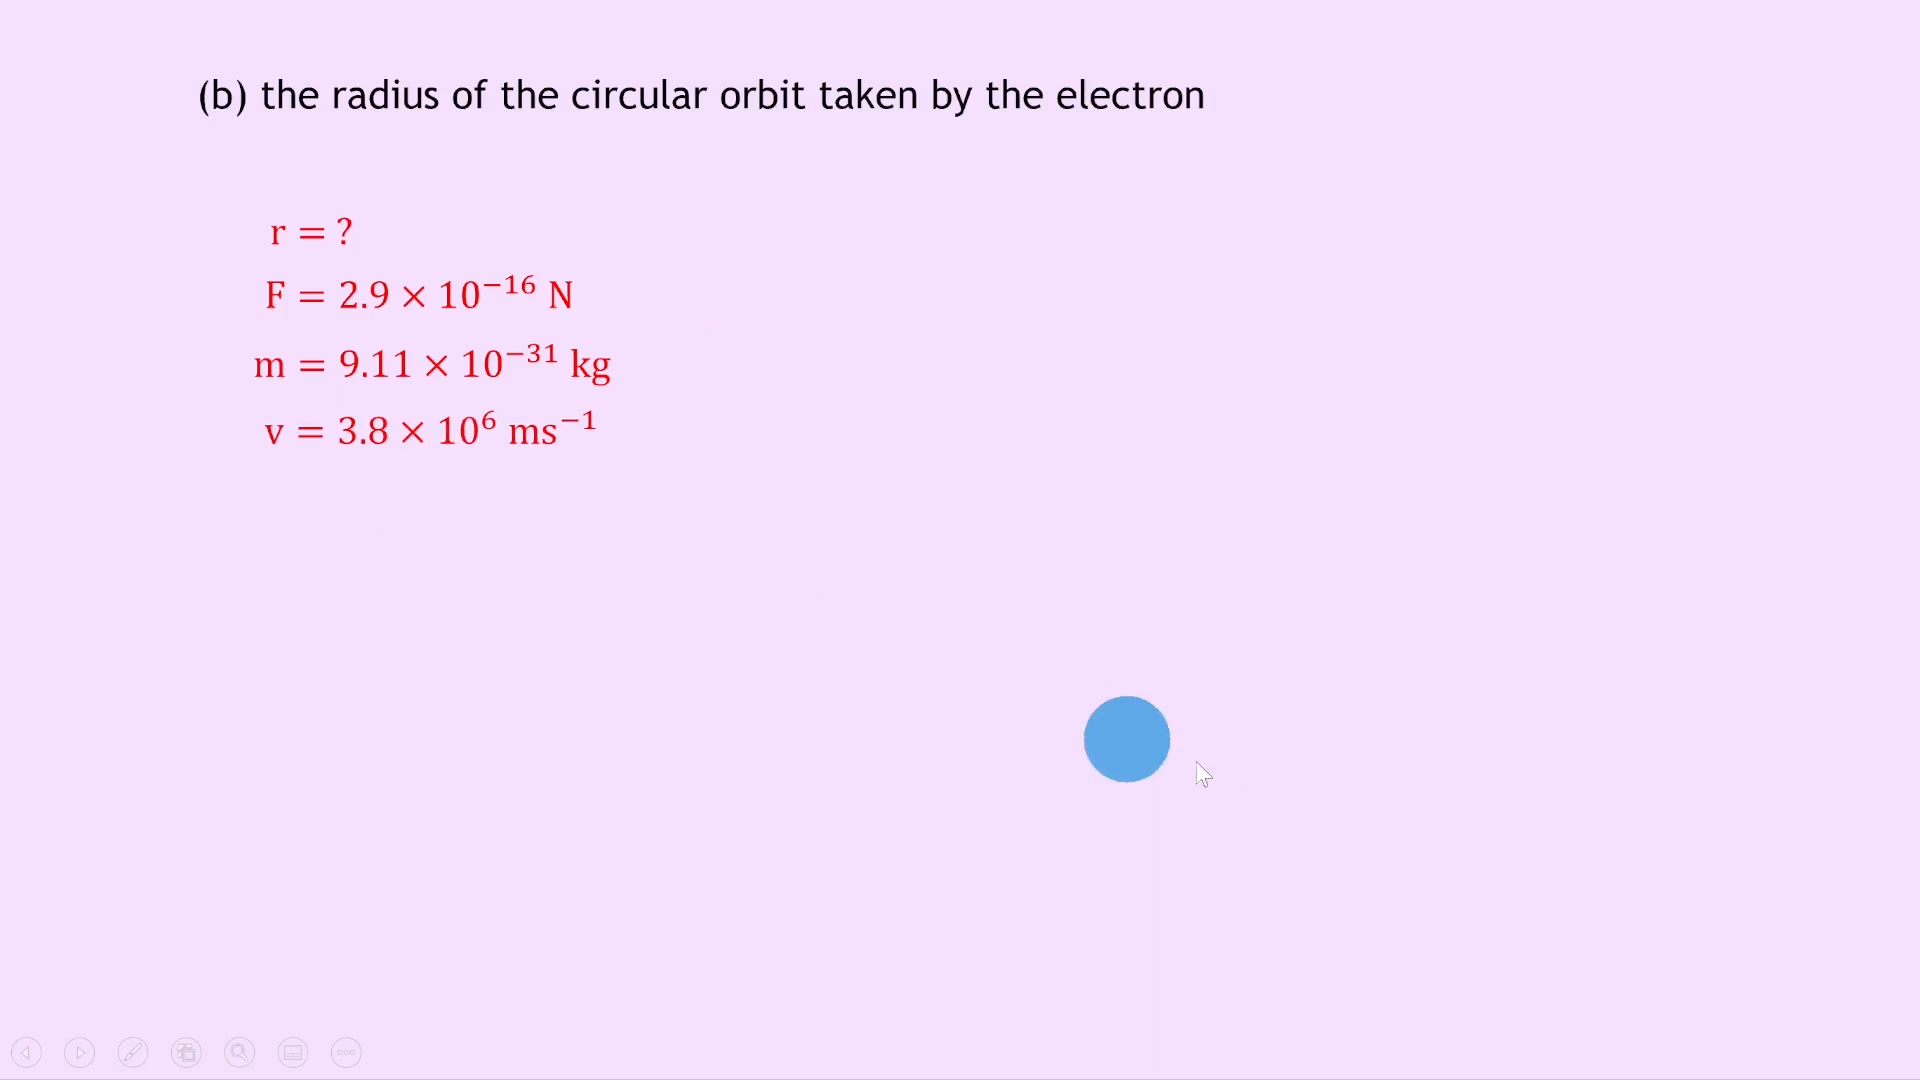 (b) the radius of the circular orbit taken by the electron
r = ?
F = 2.9 × 10⁻¹⁶ N
m = 9.11 × 10⁻³¹ kg
v = 3.8 × 10⁶ ms⁻¹